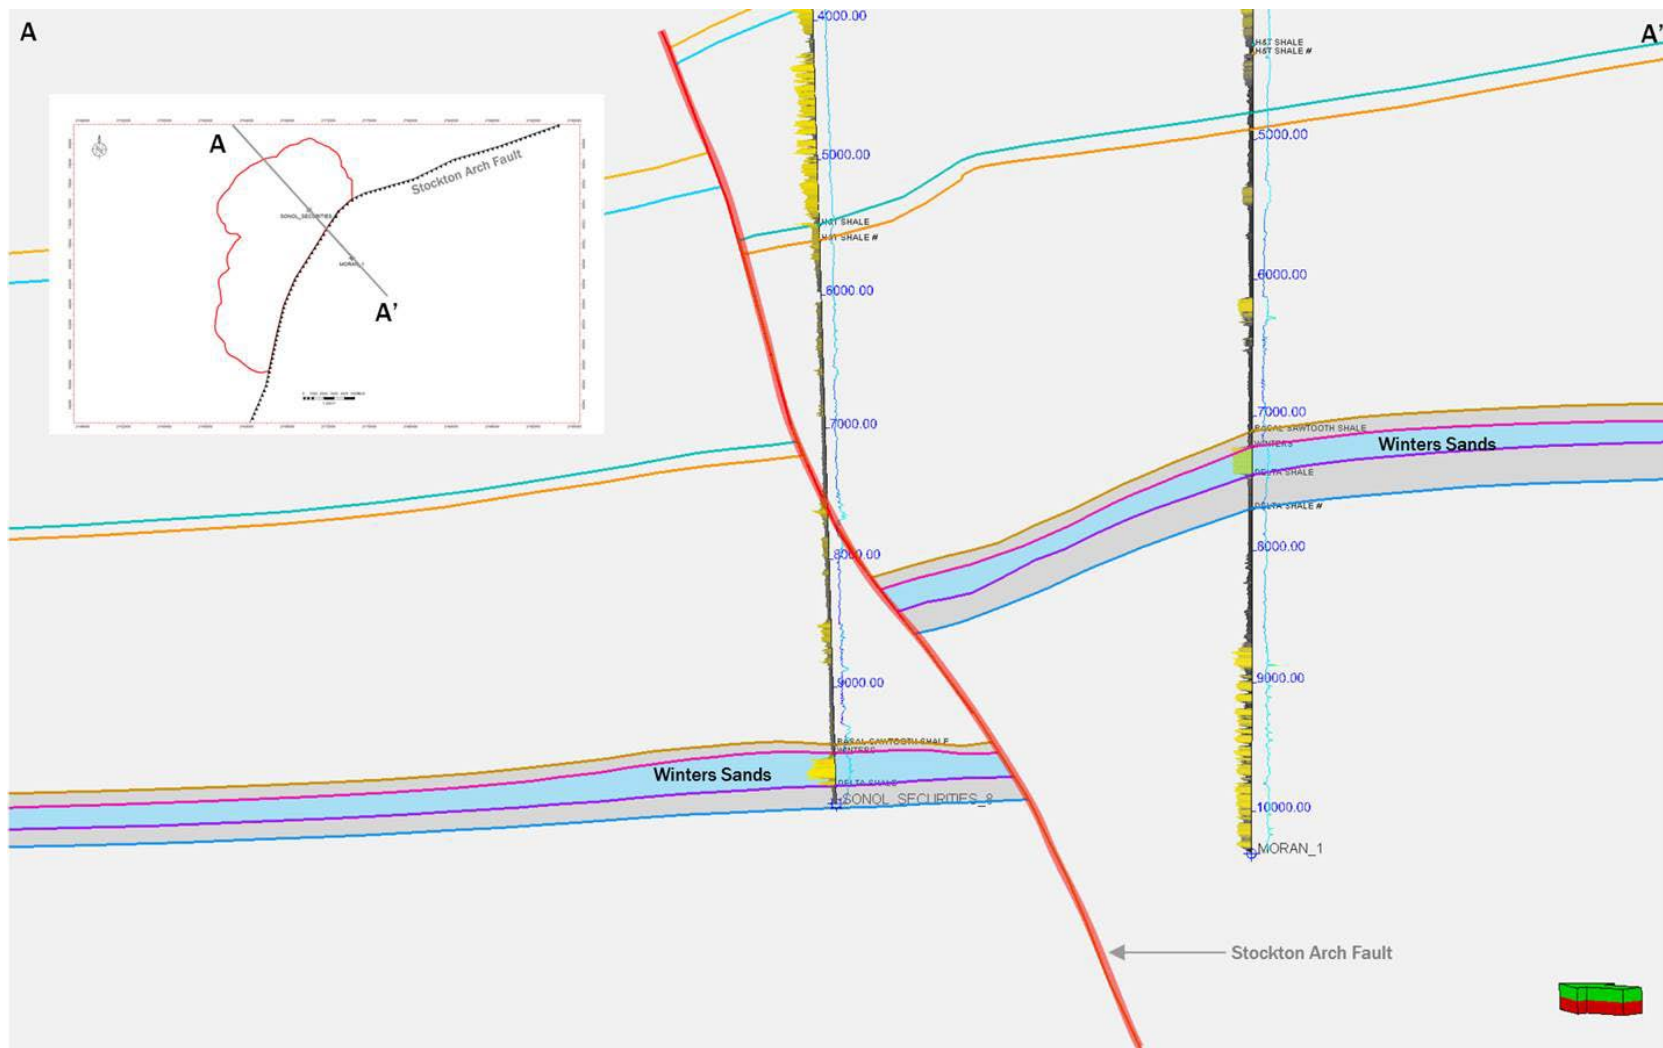 A
A'
4000.00
H&T SHALE
H&T SHALE #
A
Stockton Arch Fault
5000.00
5000.00
SONOL_SECURITIES
H&T SHALE
H&T SHALE #
MORAN_1
6000.00
6000.00
A'
7000.00
7000.00
BASAL SAWTOOTH SHALE
WINTERS
Winters Sands
DELTA SHALE
DELTA SHALE #
8000.00
8000.00
9000.00
9000.00
BASAL SAWTOOTH SHALE
WINTERS
Winters Sands
DELTA SHALE
SONOL_SECURITIES_8
10000.00
MORAN_1
Stockton Arch Fault